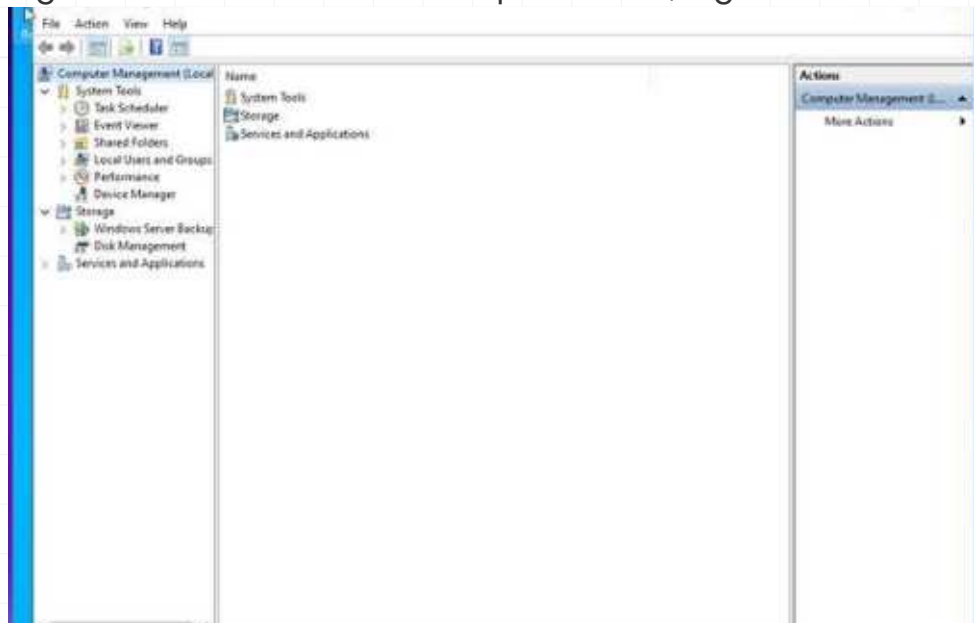 File Action View Help
Computer Management (Local
System Tools
Task Scheduler
Event Viewer
Shared Folders
Local Users and Groups
Performance
Device Manager
Storage
Windows Server Backup
Disk Management
Services and Applications
Name
System Tools
Storage
Services and Applications
Actions
Computer Management (L...
More Actions